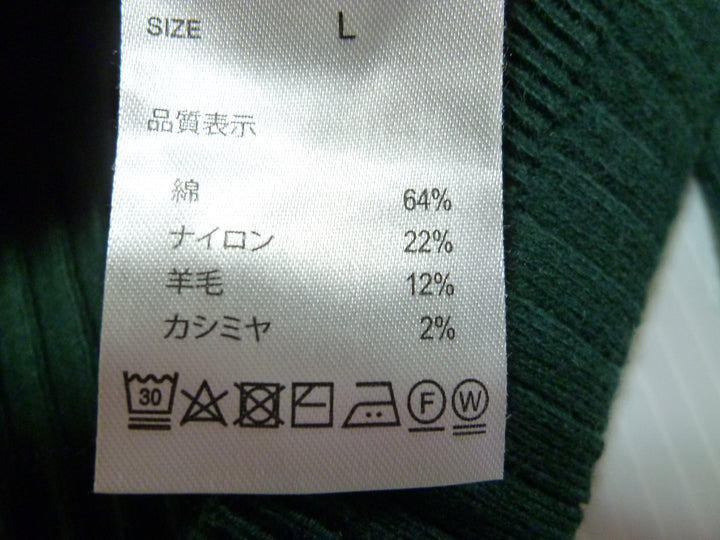 SIZE L
品質表示
綿 64%
ナイロン 22%
羊毛 12%
カシミヤ 2%
30 F W